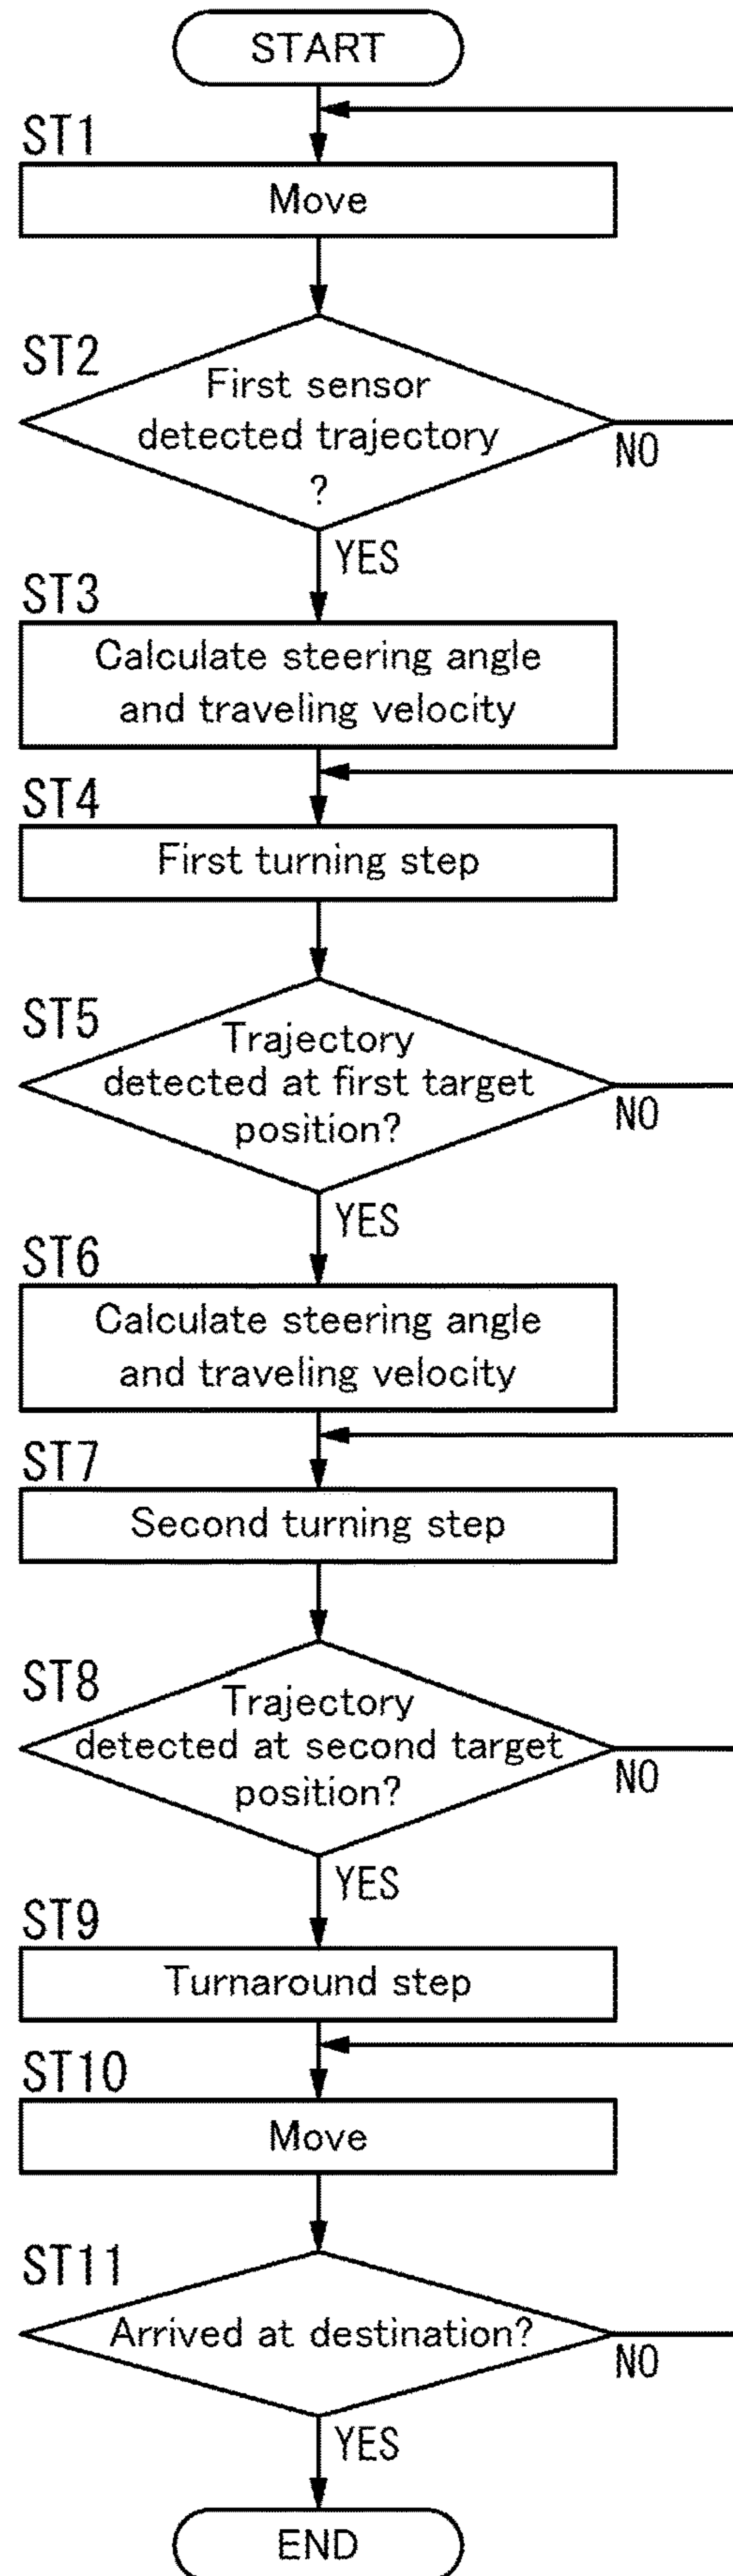 START
ST1
Move
ST2
First sensor
detected trajectory
?
NO
YES
ST3
Calculate steering angle
and traveling velocity
ST4
First turning step
ST5
Trajectory
detected at first target
position?
NO
YES
ST6
Calculate steering angle
and traveling velocity
ST7
Second turning step
ST8
Trajectory
detected at second target
position?
NO
YES
ST9
Turnaround step
ST10
Move
ST11
Arrived at destination?
NO
YES
END